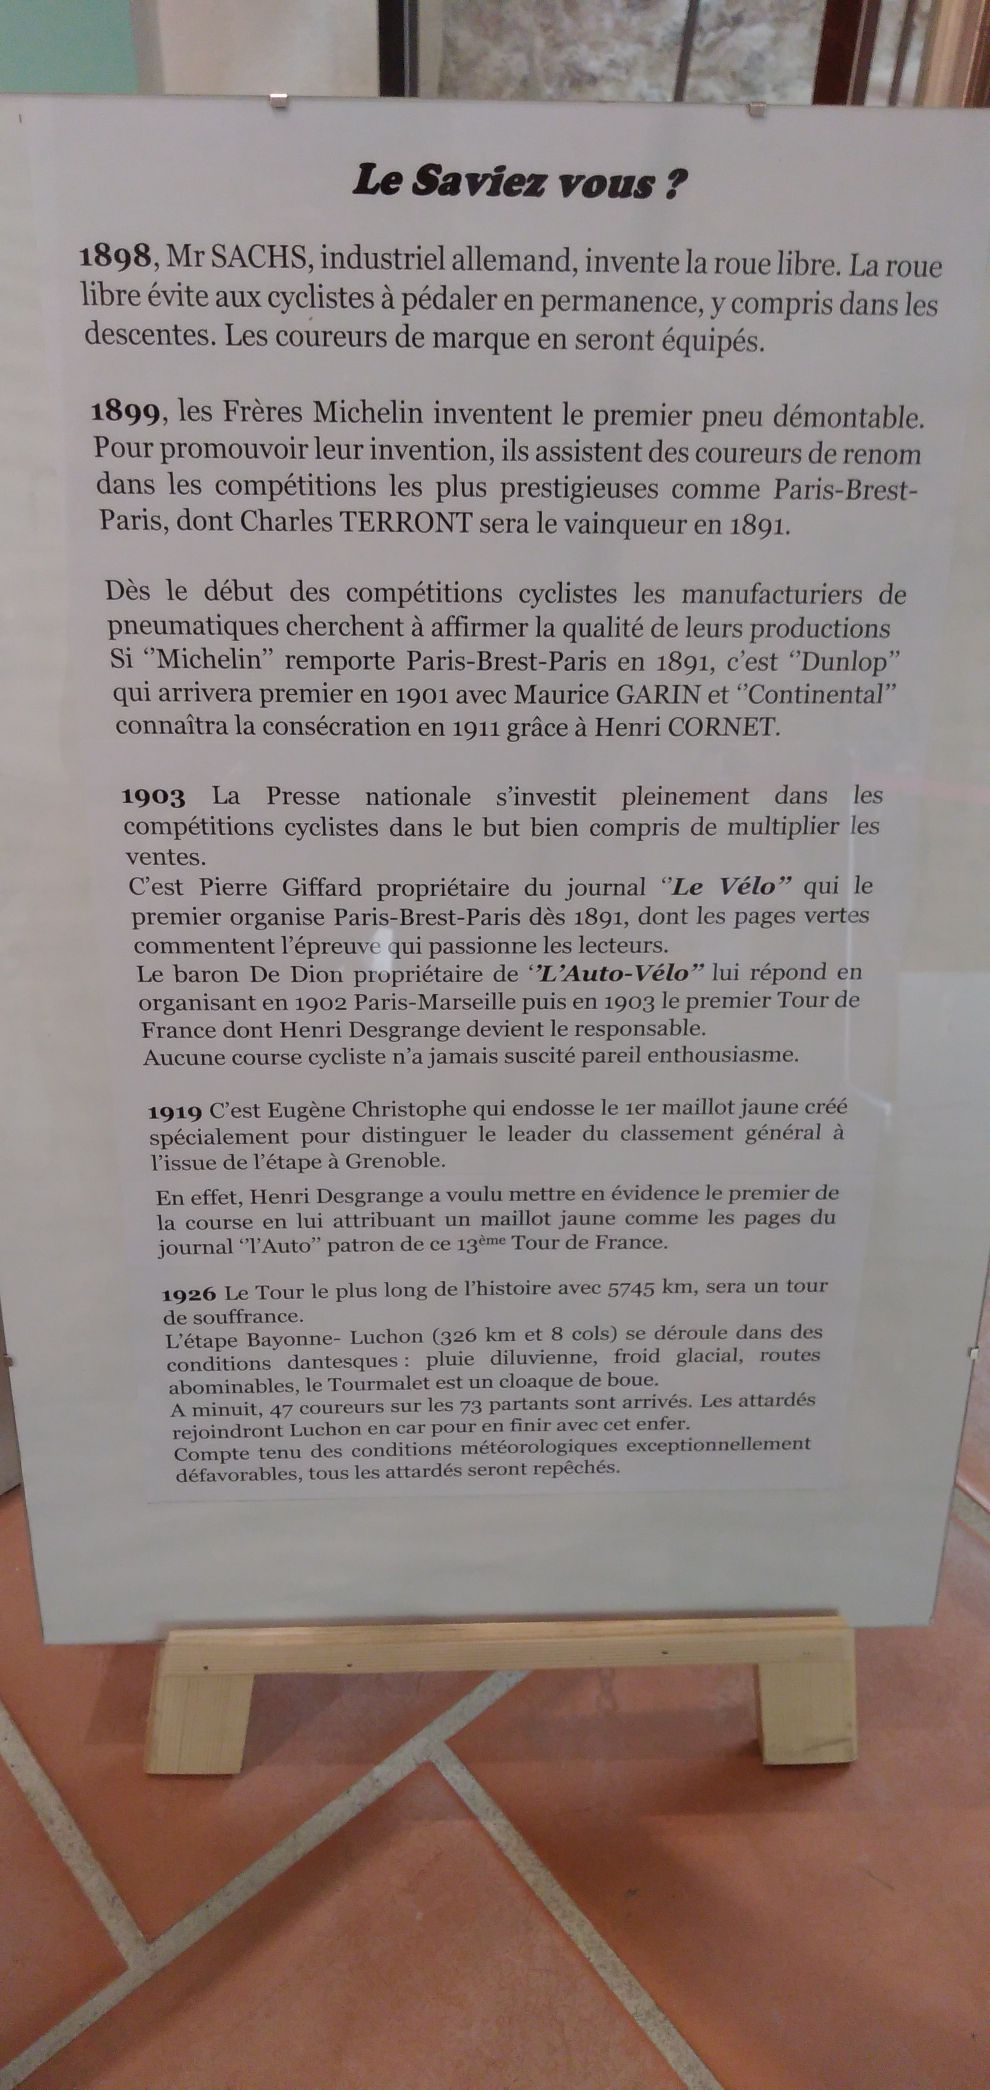 Le Saviez vous ?
1898, Mr SACHS, industriel allemand, invente la roue libre. La roue
libre évite aux cyclistes à pédaler en permanence, y compris dans les
descentes. Les coureurs de marque en seront équipés.
1899, les Frères Michelin inventent le premier pneu démontable.
Pour promouvoir leur invention, ils assistent des coureurs de renom
dans les compétitions les plus prestigieuses comme Paris-Brest-
Paris, dont Charles TERRONT sera le vainqueur en 1891.
Dès le début des compétitions cyclistes les manufacturiers de
pneumatiques cherchent à affirmer la qualité de leurs productions
Si ‘’Michelin’’ remporte Paris-Brest-Paris en 1891, c’est ‘’Dunlop’’
qui arrivera premier en 1901 avec Maurice GARIN et ‘’Continental’’
connaîtra la consécration en 1911 grâce à Henri CORNET.
1903 La Presse nationale s’investit pleinement dans les
compétitions cyclistes dans le but bien compris de multiplier les
ventes.
C’est Pierre Giffard propriétaire du journal ‘’Le Vélo’’ qui le
premier organise Paris-Brest-Paris dès 1891, dont les pages vertes
commentent l’épreuve qui passionne les lecteurs.
Le baron De Dion propriétaire de ‘’L’Auto-Vélo’’ lui répond en
organisant en 1902 Paris-Marseille puis en 1903 le premier Tour de
France dont Henri Desgrange devient le responsable.
Aucune course cycliste n’a jamais suscité pareil enthousiasme.
1919 C’est Eugène Christophe qui endosse le 1er maillot jaune créé
spécialement pour distinguer le leader du classement général à
l’issue de l’étape à Grenoble.
En effet, Henri Desgrange a voulu mettre en évidence le premier de
la course en lui attribuant un maillot jaune comme les pages du
journal ‘’l’Auto’’ patron de ce 13ème Tour de France.
1926 Le Tour le plus long de l’histoire avec 5745 km, sera un tour
de souffrance.
L’étape Bayonne- Luchon (326 km et 8 cols) se déroule dans des
conditions dantesques : pluie diluvienne, froid glacial, routes
abominables, le Tourmalet est un cloaque de boue.
A minuit, 47 coureurs sur les 73 partants sont arrivés. Les attardés
rejoindront Luchon en car pour en finir avec cet enfer.
Compte tenu des conditions météorologiques exceptionnellement
défavorables, tous les attardés seront repêchés.